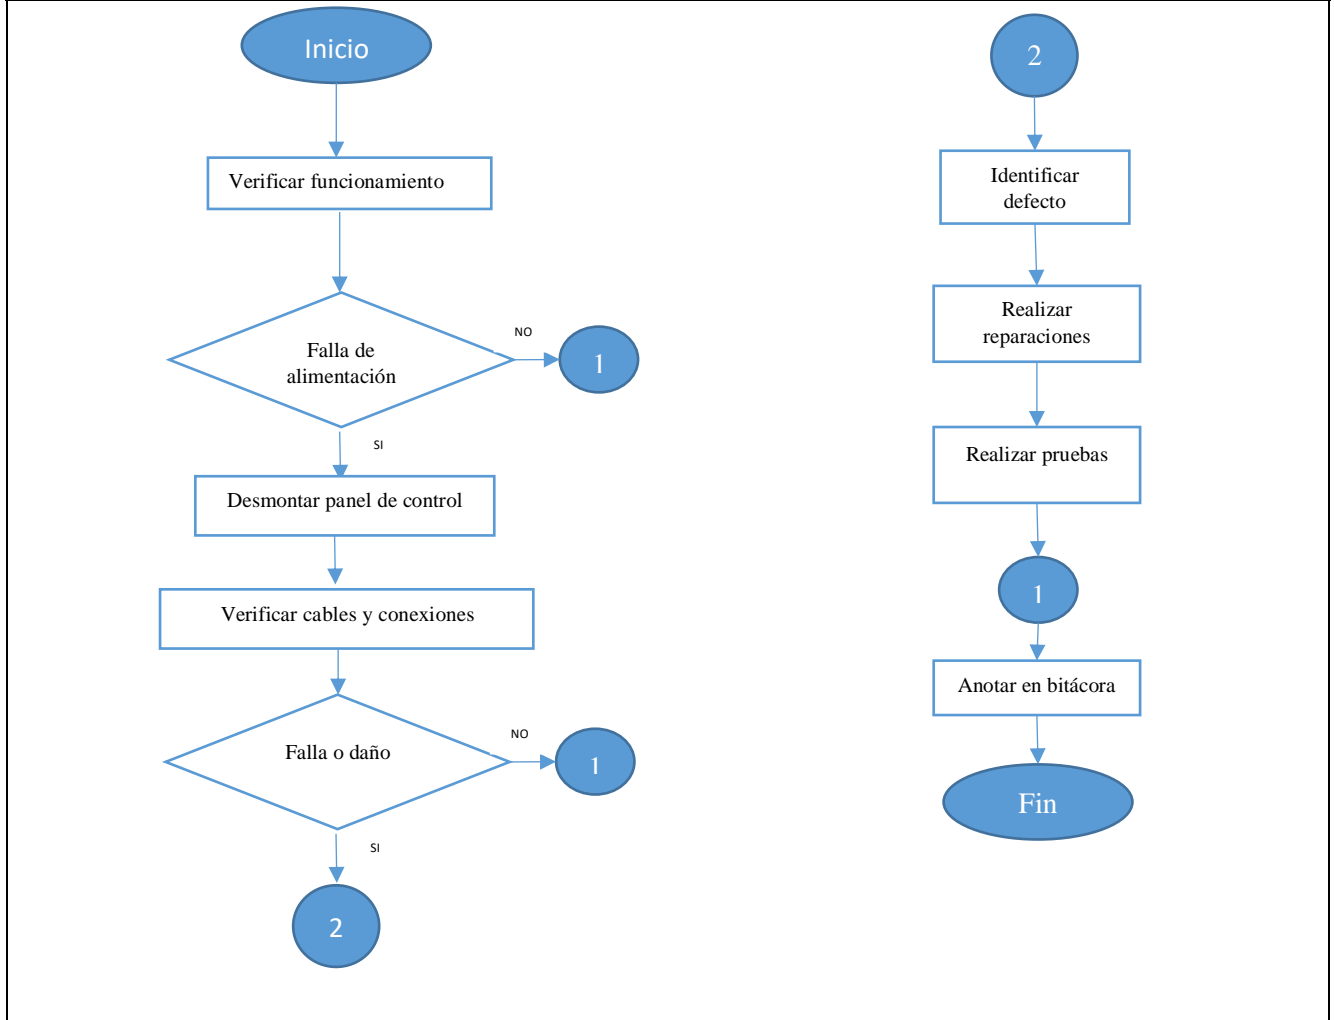 Inicio
Verificar funcionamiento
Falla de
alimentación
NO
1
SI
Desmontar panel de control
Verificar cables y conexiones
Falla o daño
NO
1
SI
2
2
Identificar
defecto
Realizar
reparaciones
Realizar pruebas
1
Anotar en bitácora
Fin